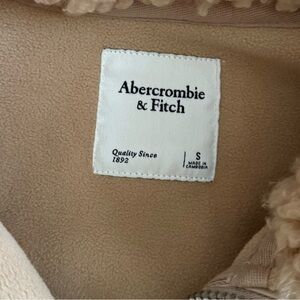 Abercrombie
& Fitch
Quality Since
1892
S
MADE IN
CAMBODIA